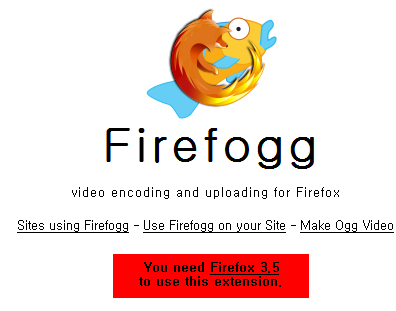 Firefogg
video encoding and uploading for Firefox
Sites using Firefogg - Use Firefogg on your Site - Make Ogg Video
You need Firefox 3.5
to use this extension.